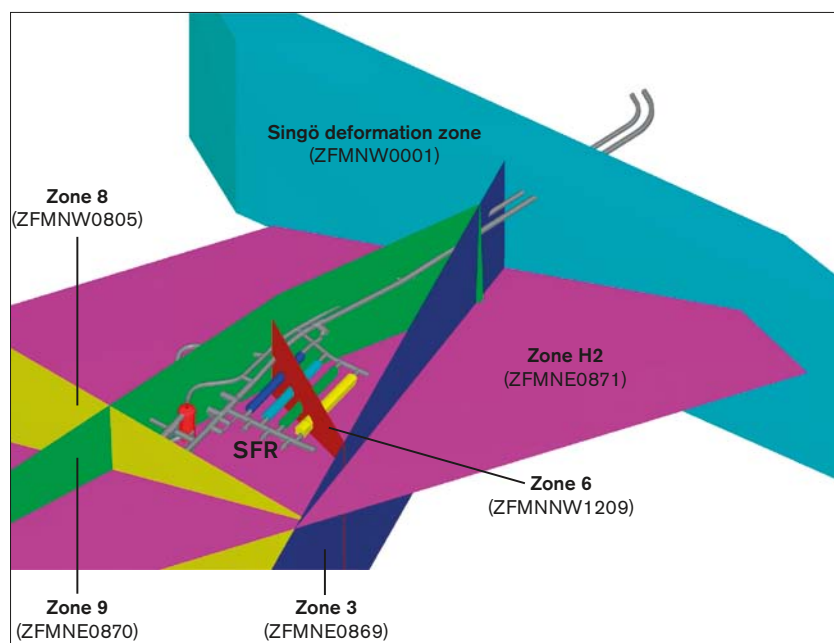 Singö deformation zone
(ZFMNW0001)
Zone 8
(ZFMNW0805)
Zone H2
(ZFMNE0871)
SFR
Zone 6
(ZFMNNW1209)
Zone 9
(ZFMNE0870)
Zone 3
(ZFMNE0869)